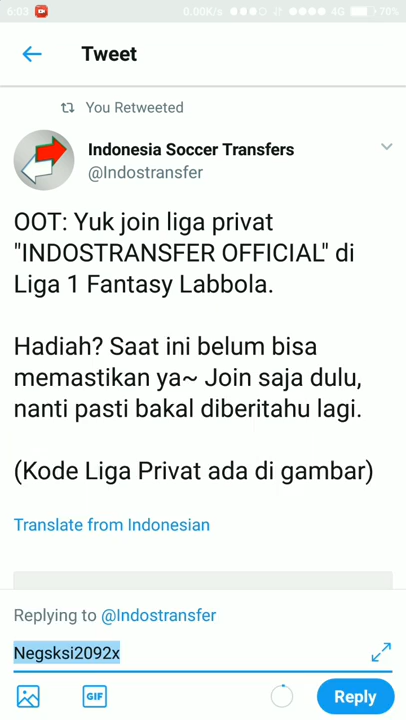 6:03 0.00K/s 4G 70%
Tweet
You Retweeted
Indonesia Soccer Transfers
@Indostransfer
OOT: Yuk join liga privat
"INDOSTRANSFER OFFICIAL" di
Liga 1 Fantasy Labbola.
Hadiah? Saat ini belum bisa
memastikan ya~ Join saja dulu,
nanti pasti bakal diberitahu lagi.
(Kode Liga Privat ada di gambar)
Translate from Indonesian
Replying to @Indostransfer
Negsksi2092x
GIF
Reply